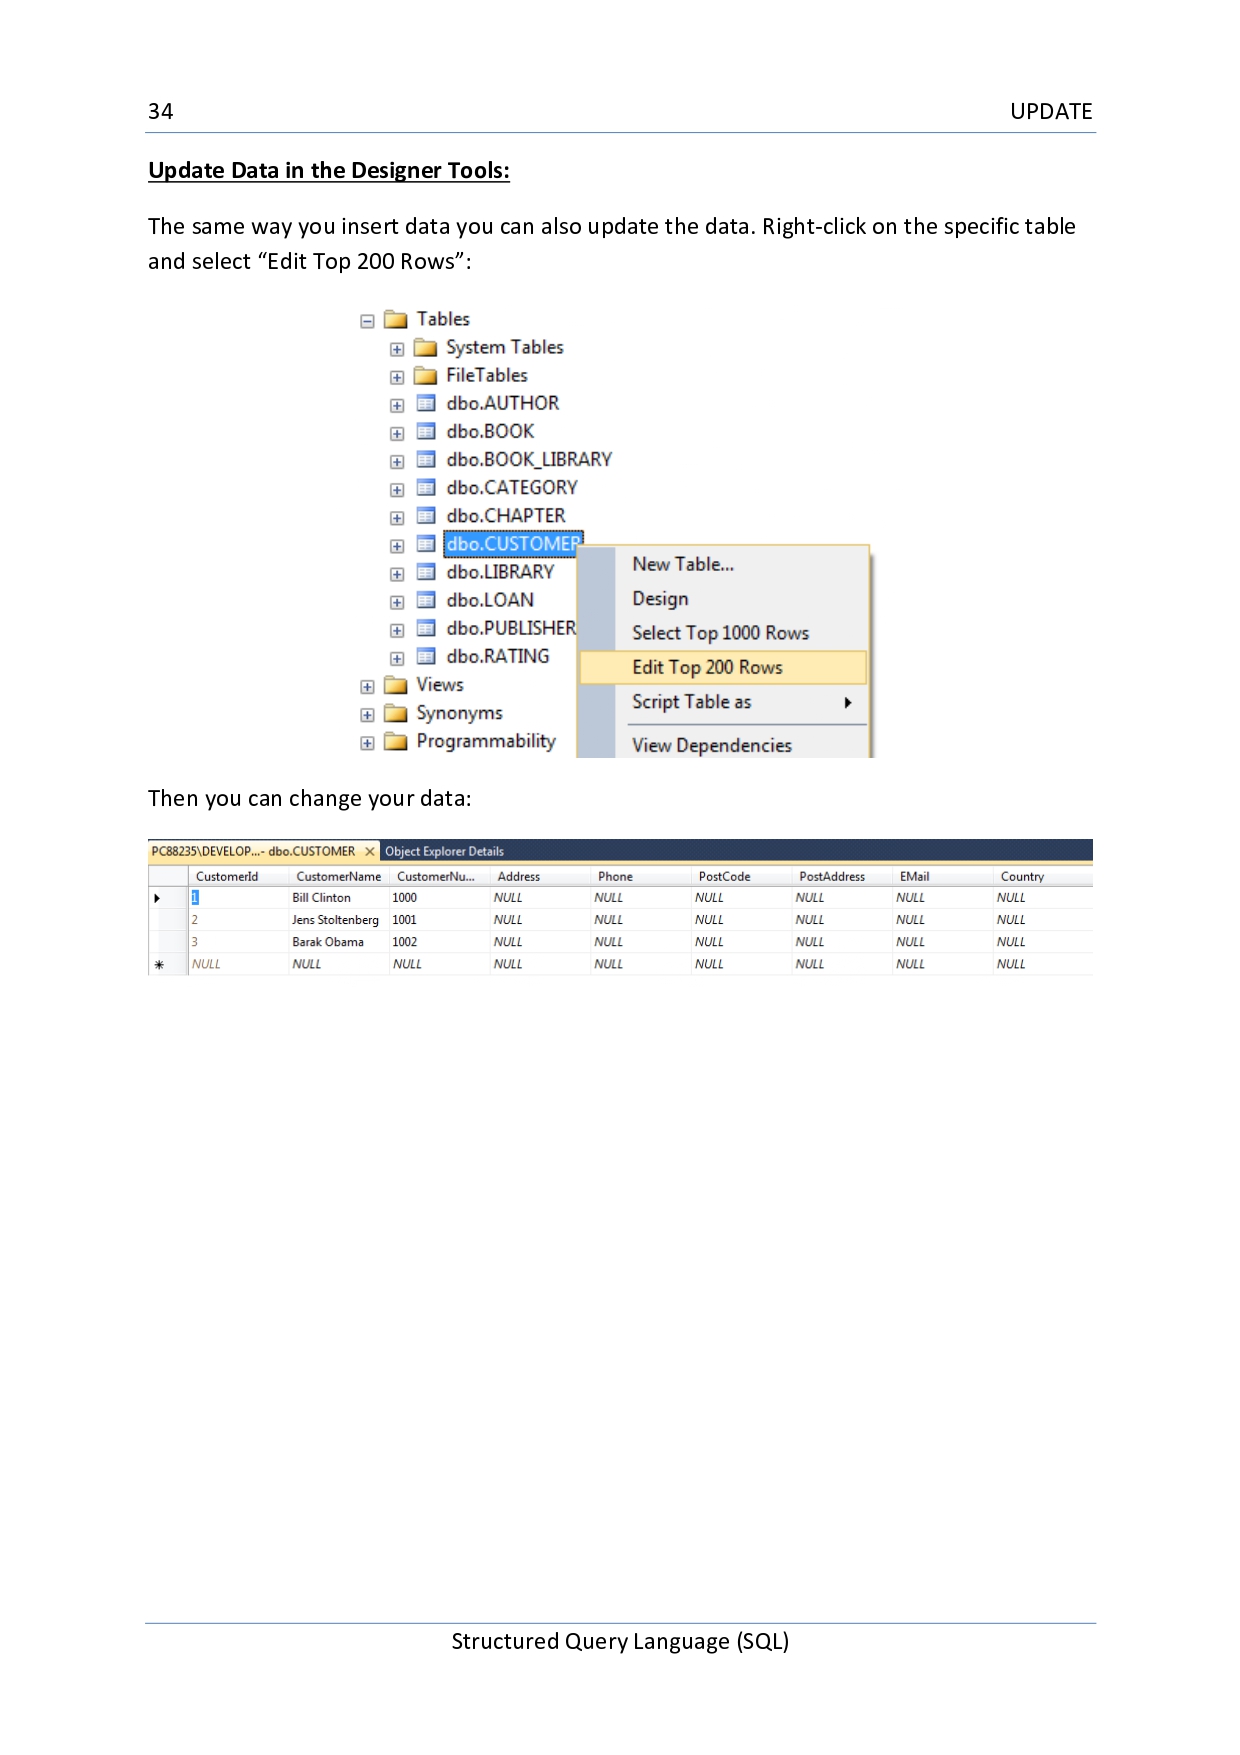 34 UPDATE
Update Data in the Designer Tools:
The same way you insert data you can also update the data. Right-click on the specific table
and select “Edit Top 200 Rows”:
Tables
System Tables
FileTables
dbo.AUTHOR
dbo.BOOK
dbo.BOOK_LIBRARY
dbo.CATEGORY
dbo.CHAPTER
dbo.CUSTOMER
dbo.LIBRARY
dbo.LOAN
dbo.PUBLISHER
dbo.RATING
Views
Synonyms
Programmability
New Table...
Design
Select Top 1000 Rows
Edit Top 200 Rows
Script Table as
View Dependencies
Then you can change your data:
PC88235\DEVELOP...- dbo.CUSTOMER Object Explorer Details
CustomerId CustomerName CustomerNu... Address Phone PostCode PostAddress EMail Country
1 Bill Clinton 1000 NULL NULL NULL NULL NULL NULL
2 Jens Stoltenberg 1001 NULL NULL NULL NULL NULL NULL
3 Barak Obama 1002 NULL NULL NULL NULL NULL NULL
NULL NULL NULL NULL NULL NULL NULL NULL NULL
Structured Query Language (SQL)